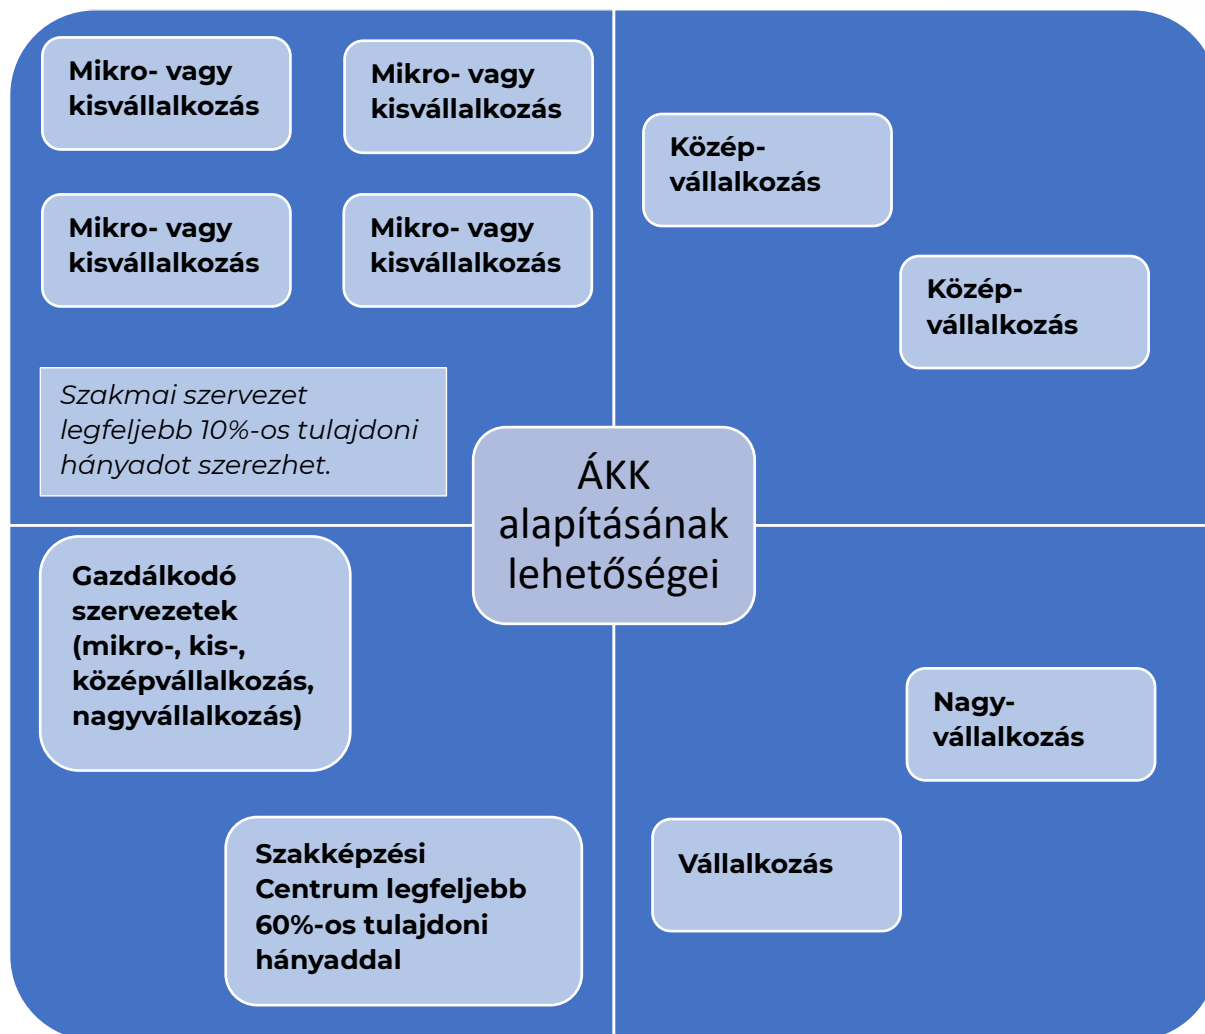 Mikro- vagy
kisvállalkozás
Mikro- vagy
kisvállalkozás
Mikro- vagy
kisvállalkozás
Mikro- vagy
kisvállalkozás
Szakmai szervezet
legfeljebb 10%-os tulajdoni
hányadot szerezhet.
Közép-
vállalkozás
Közép-
vállalkozás
ÁKK
alapításának
lehetőségei
Gazdálkodó
szervezetek
(mikro-, kis-,
középvállalkozás,
nagyvállalkozás)
Szakképzési
Centrum legfeljebb
60%-os tulajdoni
hányaddal
Nagy-
vállalkozás
Vállalkozás